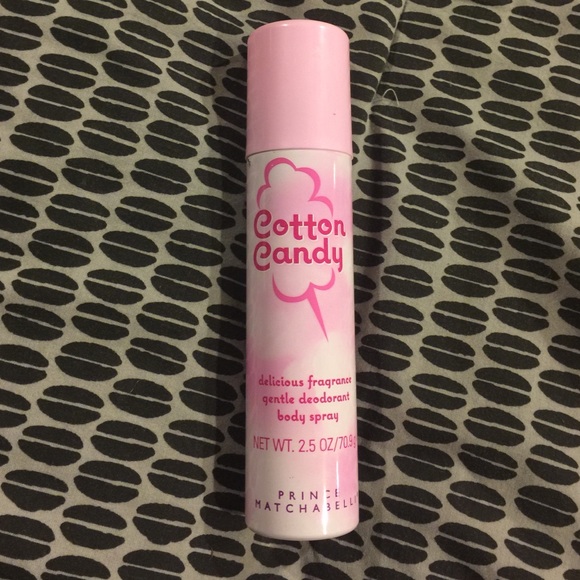 Cotton
Candy
delicious fragrance
gentle deodorant
body spray
NET WT. 2.5 OZ/70.9 g
PRINCE
MATCHABELLI